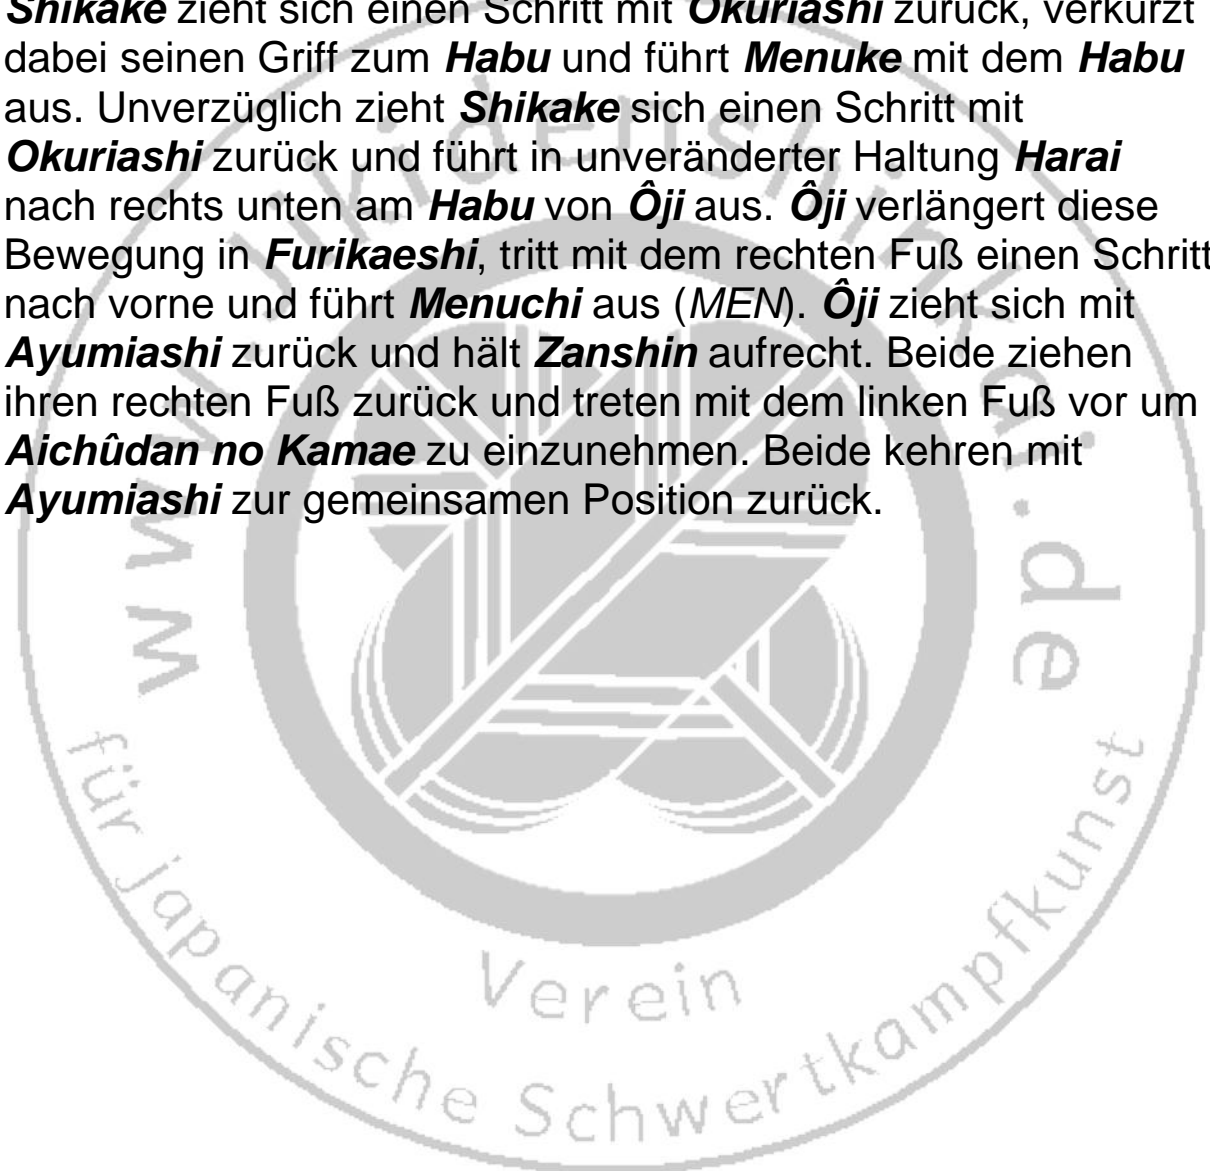 Shikake zieht sich einen Schritt mit Okuriashi zurück, verkürzt
dabei seinen Griff zum Habu und führt Menuke mit dem Habu
aus. Unverzüglich zieht Shikake sich einen Schritt mit
Okuriashi zurück und führt in unveränderter Haltung Harai
nach rechts unten am Habu von Ôji aus. Ôji verlängert diese
Bewegung in Furikaeshi, tritt mit dem rechten Fuß einen Schritt
nach vorne und führt Menuchi aus (MEN). Ôji zieht sich mit
Ayumiashi zurück und hält Zanshin aufrecht. Beide ziehen
ihren rechten Fuß zurück und treten mit dem linken Fuß vor um
Aichûdan no Kamae zu einzunehmen. Beide kehren mit
Ayumiashi zur gemeinsamen Position zurück.
www.jikidenshinkai.de
Verein
für japanische Schwertkampfkunst